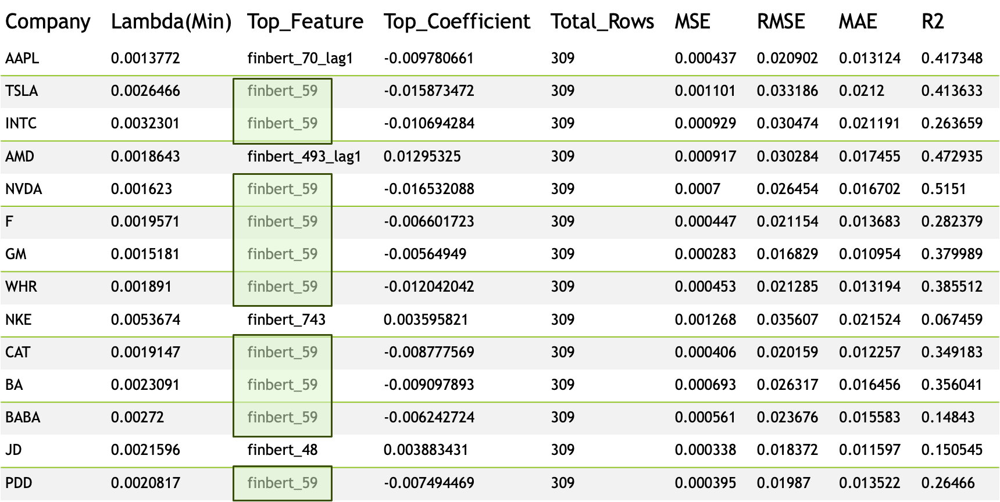 Company Lambda(Min) Top_Feature Top_Coefficient Total_Rows MSE RMSE MAE R2
AAPL 0.0013772 finbert_70_lag1 -0.009780661 309 0.000437 0.020902 0.013124 0.417348
TSLA 0.0026466 finbert_59 -0.015873472 309 0.001101 0.033186 0.0212 0.413633
INTC 0.0032301 finbert_59 -0.010694284 309 0.000929 0.030474 0.021191 0.263659
AMD 0.0018643 finbert_493_lag1 0.01295325 309 0.000917 0.030284 0.017455 0.472935
NVDA 0.001623 finbert_59 -0.016532088 309 0.0007 0.026454 0.016702 0.5151
F 0.0019571 finbert_59 -0.006601723 309 0.000447 0.021154 0.013683 0.282379
GM 0.0015181 finbert_59 -0.00564949 309 0.000283 0.016829 0.010954 0.379989
WHR 0.001891 finbert_59 -0.012042042 309 0.000453 0.021285 0.013194 0.385512
NKE 0.0053674 finbert_743 0.003595821 309 0.001268 0.035607 0.021524 0.067459
CAT 0.0019147 finbert_59 -0.008777569 309 0.000406 0.020159 0.012257 0.349183
BA 0.0023091 finbert_59 -0.009097893 309 0.000693 0.026317 0.016456 0.356041
BABA 0.00272 finbert_59 -0.006242724 309 0.000561 0.023676 0.015583 0.14843
JD 0.0021596 finbert_48 0.003883431 309 0.000338 0.018372 0.011597 0.150545
PDD 0.0020817 finbert_59 -0.007494469 309 0.000395 0.01987 0.013522 0.26466